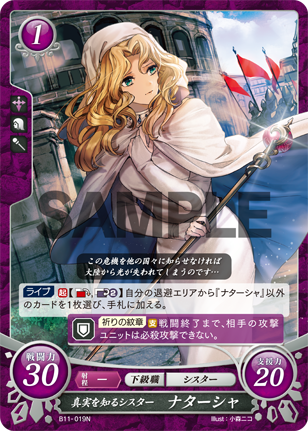 1
SAMPLE
この危機を他の国々に知らせなければ
大陸から光が失われてしまうのです…
ライブ 起 自分の退避エリアから『ナターシャ』以外
のカードを1枚選び、手札に加える。
祈りの紋章 支 戦闘終了まで、相手の攻撃
ユニットは必殺攻撃できない。
戦闘力
30
射程 一 下級職 シスター
支援力
20
真実を知るシスター ナターシャ
B11-019N
Illust:小森ニコ